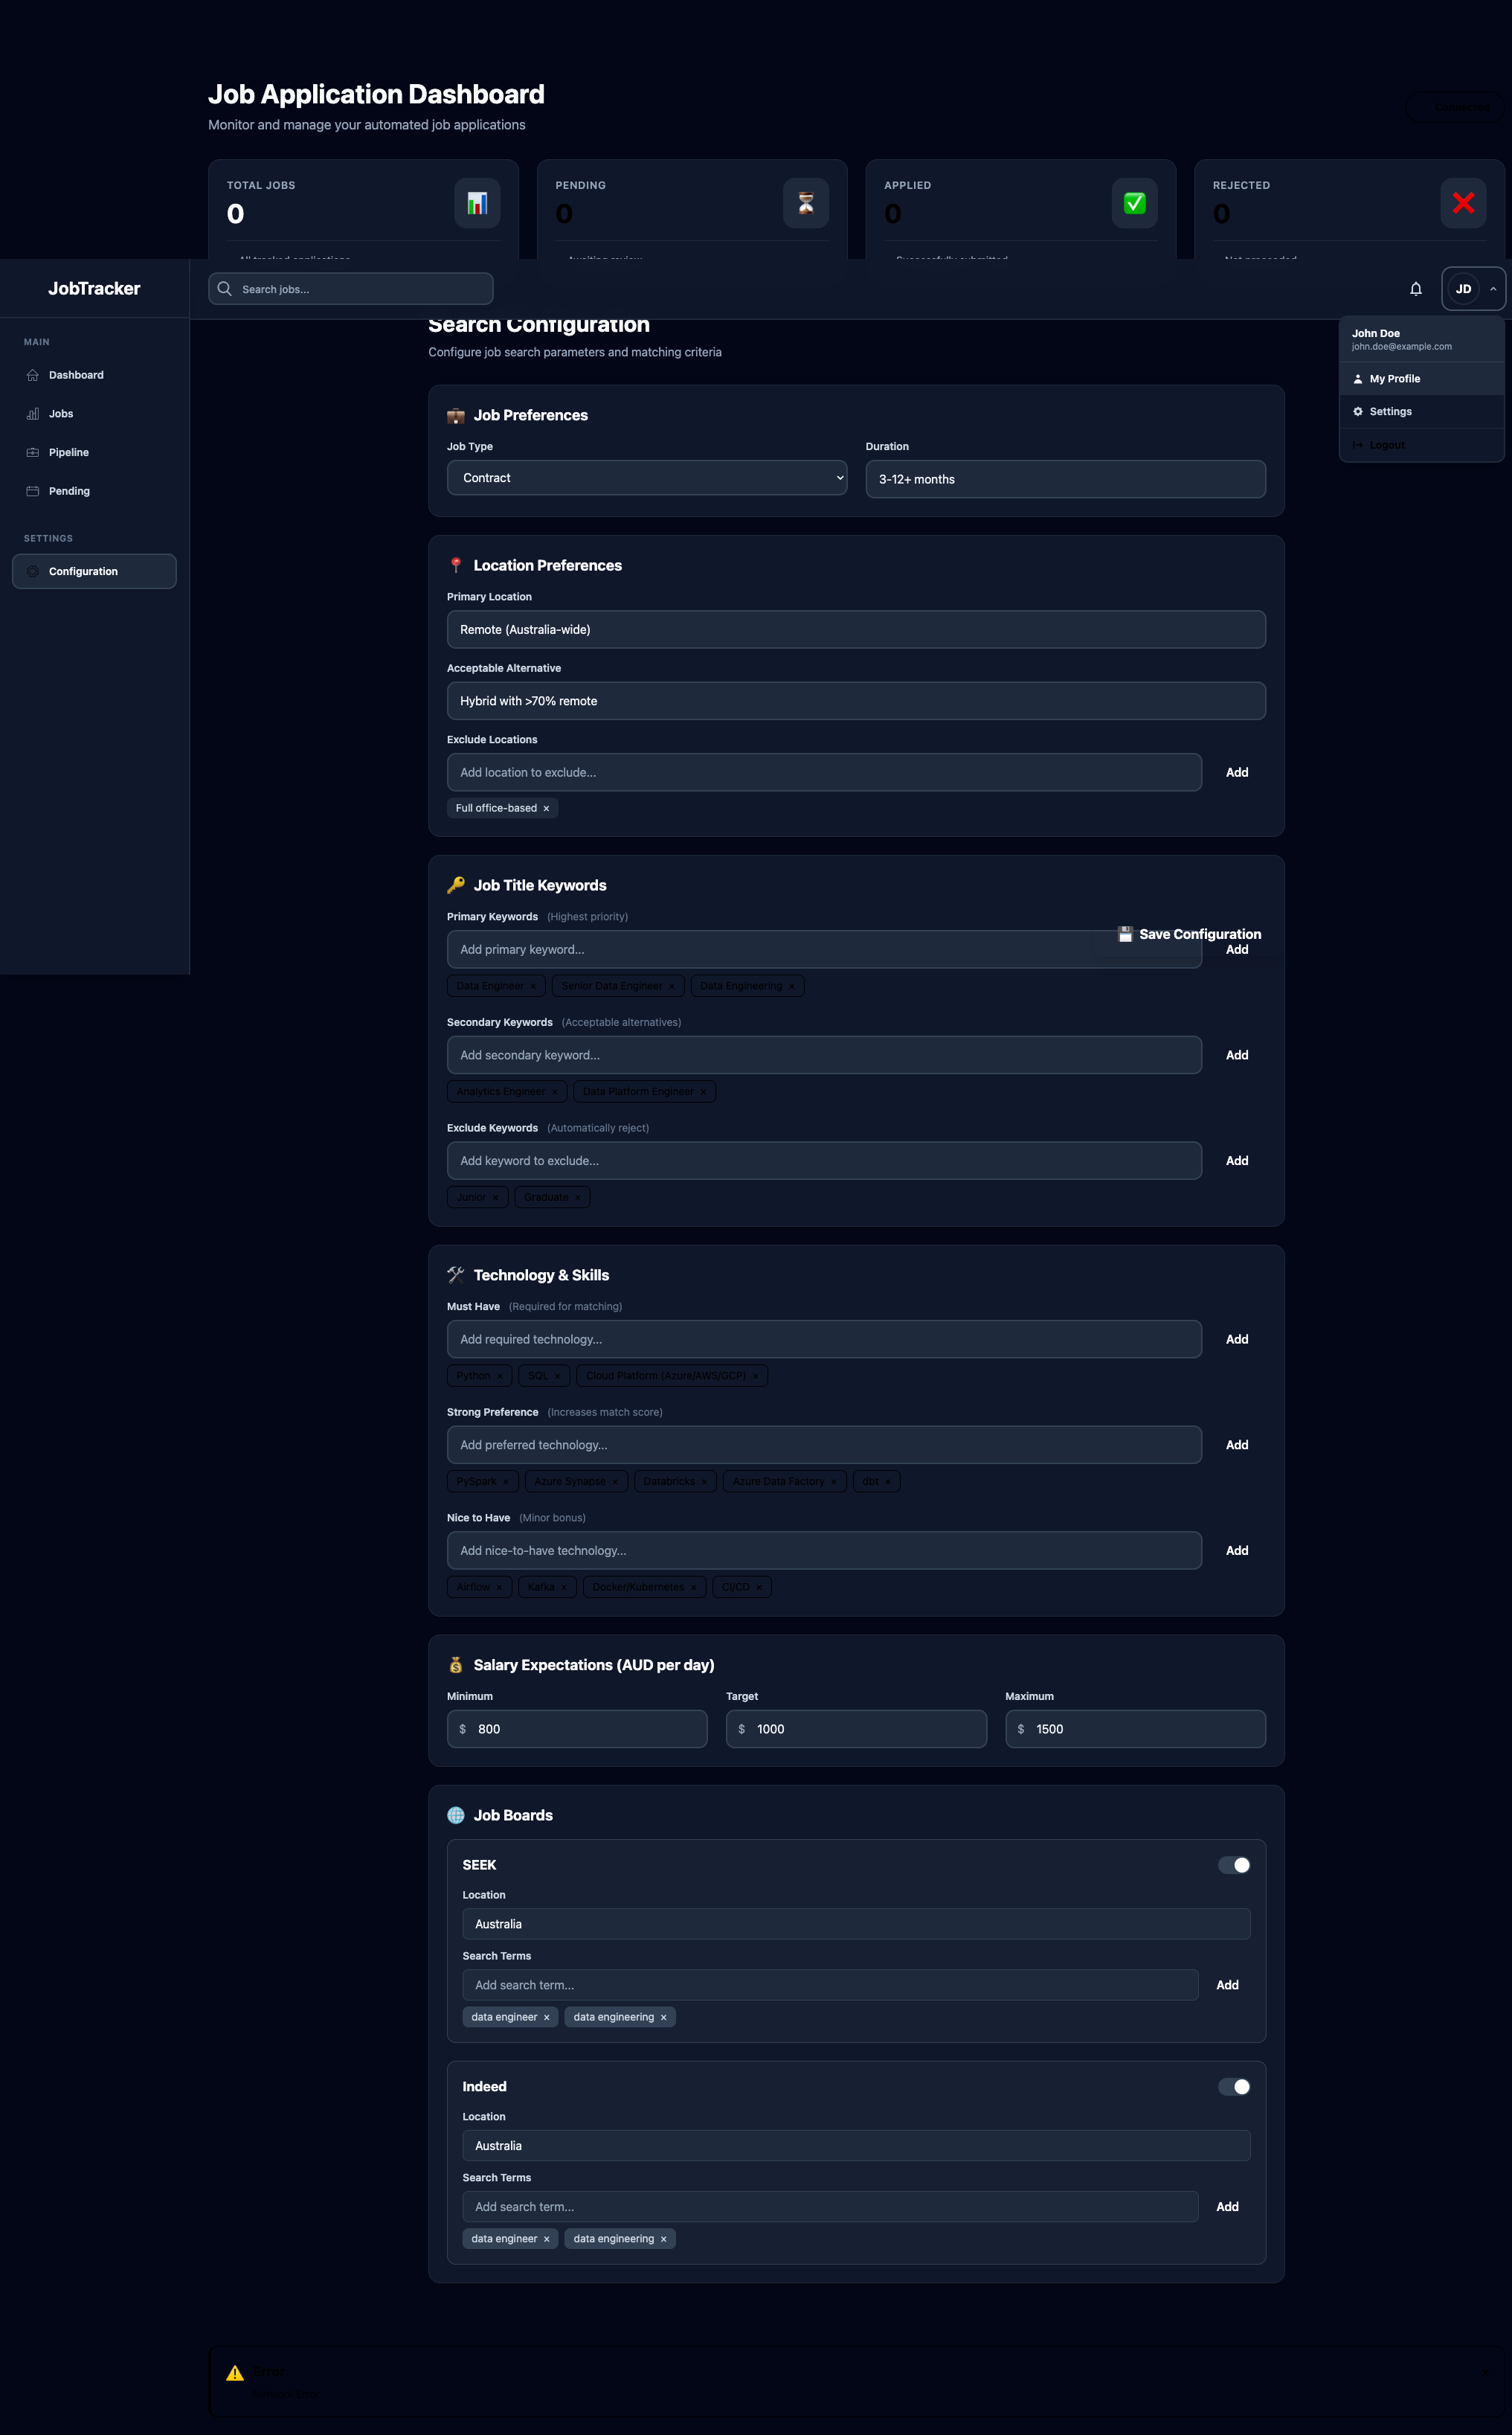 Job Application Dashboard
Monitor and manage your automated job applications
Connected
TOTAL JOBS
0
PENDING
0
APPLIED
0
REJECTED
0
All tracked applications
Awaiting review
Successfully submitted
Not proceeded
JobTracker
Search jobs...
JD
John Doe
john.doe@example.com
My Profile
Settings
Logout
MAIN
Dashboard
Jobs
Pipeline
Pending
SETTINGS
Configuration
Search Configuration
Configure job search parameters and matching criteria
Job Preferences
Job Type
Contract
Duration
3-12+ months
Location Preferences
Primary Location
Remote (Australia-wide)
Acceptable Alternative
Hybrid with >70% remote
Exclude Locations
Add location to exclude...
Add
Full office-based ×
Job Title Keywords
Primary Keywords (Highest priority)
Save Configuration
Add primary keyword...
Add
Data Engineer × Senior Data Engineer × Data Engineering ×
Secondary Keywords (Acceptable alternatives)
Add secondary keyword...
Add
Analytics Engineer × Data Platform Engineer ×
Exclude Keywords (Automatically reject)
Add keyword to exclude...
Add
Junior × Graduate ×
Technology & Skills
Must Have (Required for matching)
Add required technology...
Add
Python × SQL × Cloud Platform (Azure/AWS/GCP) ×
Strong Preference (Increases match score)
Add preferred technology...
Add
PySpark × Azure Synapse × Databricks × Azure Data Factory × dbt ×
Nice to Have (Minor bonus)
Add nice-to-have technology...
Add
Airflow × Kafka × Docker/Kubernetes × CI/CD ×
Salary Expectations (AUD per day)
Minimum
$ 800
Target
$ 1000
Maximum
$ 1500
Job Boards
SEEK
Location
Australia
Search Terms
Add search term...
Add
data engineer × data engineering ×
Indeed
Location
Australia
Search Terms
Add search term...
Add
data engineer × data engineering ×
Error